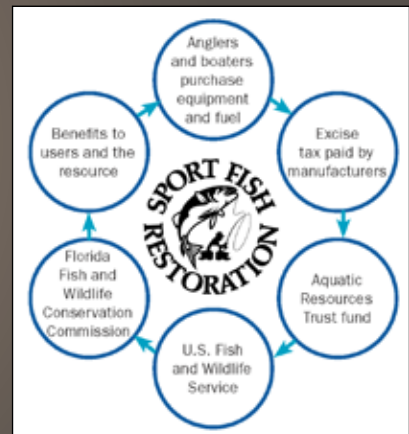 Anglers
and boaters
purchase
equipment
and fuel
Excise
tax paid by
manufacturers
Aquatic
Resources
Trust fund
U.S. Fish
and Wildlife
Service
Florida
Fish and
Wildlife
Conservation
Commission
Benefits to
users and the
resource
SPORT FISH
RESTORATION